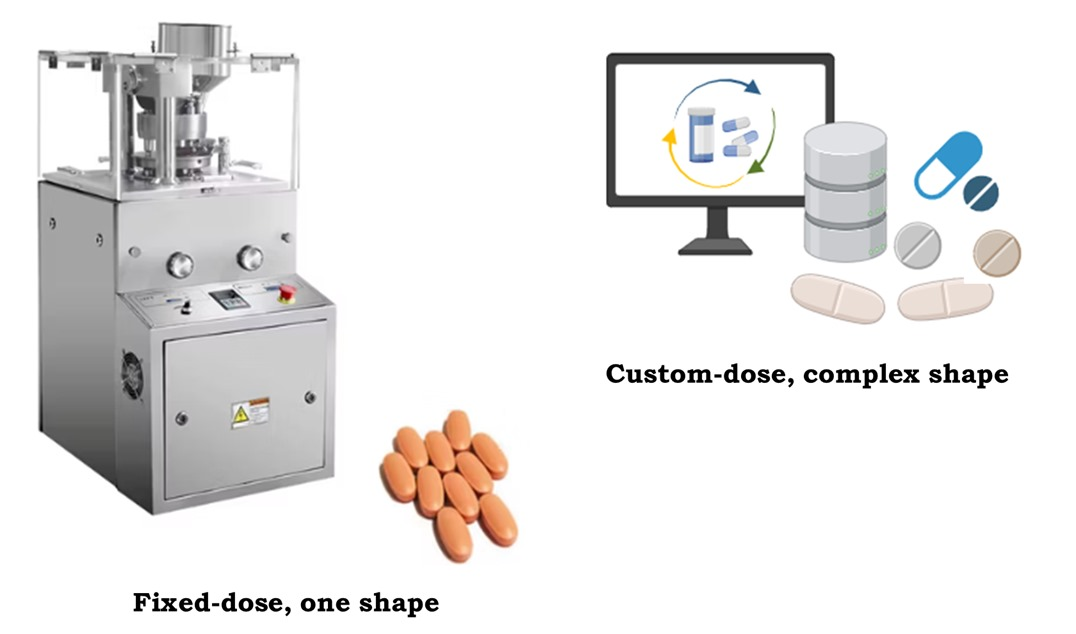 Custom-dose, complex shape
Fixed-dose, one shape